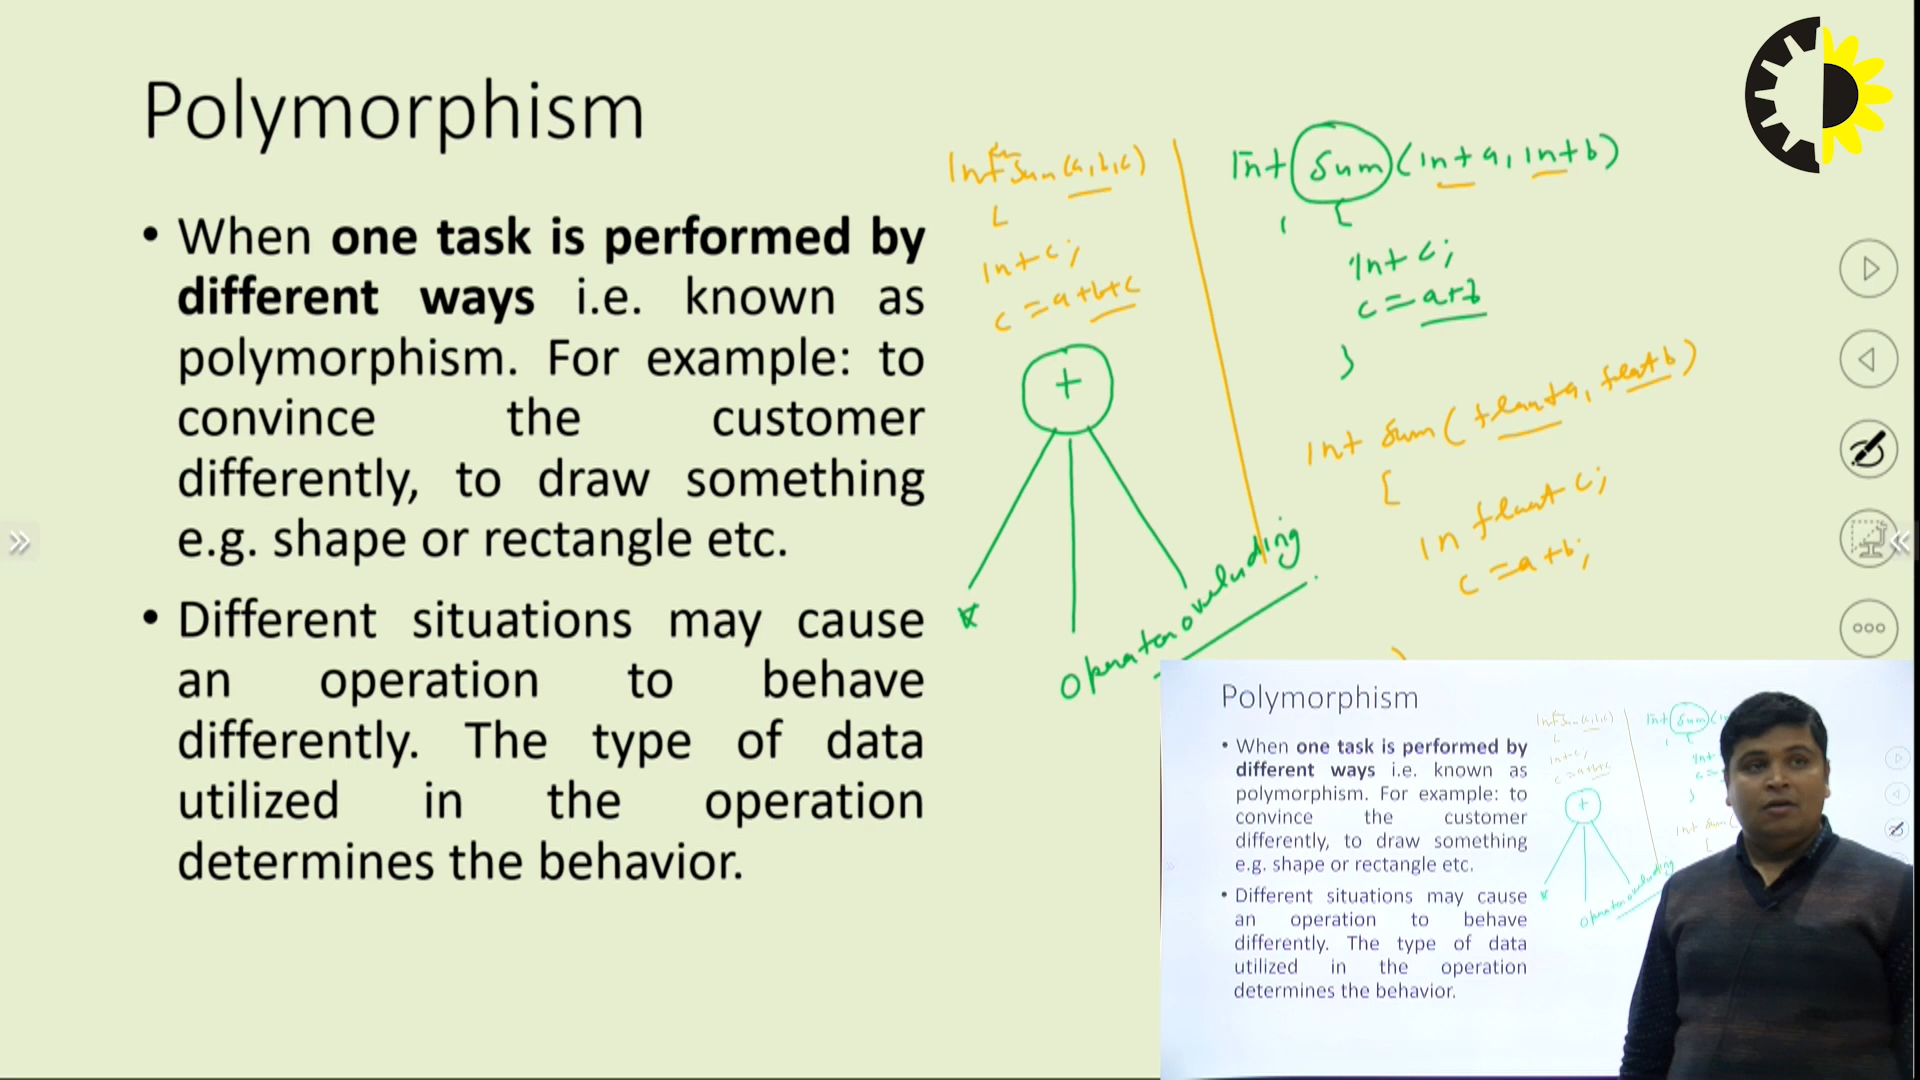 Polymorphism
• When one task is performed by
different ways i.e. known as
polymorphism. For example: to
convince the customer
differently, to draw something
e.g. shape or rectangle etc.
• Different situations may cause
an operation to behave
differently. The type of data
utilized in the operation
determines the behavior.
Int Sum (a, b, c)
int c;
c = a+b+c
+
Int Sum (int a, int b)
{
int c;
c = a+b
}
int Sum (float a, float b)
{
in float c;
c = a+b;
Operator overloading
Polymorphism
• When one task is performed by
different ways i.e. known as
polymorphism. For example: to
convince the customer
differently, to draw something
e.g. shape or rectangle etc.
• Different situations may cause
an operation to behave
differently. The type of data
utilized in the operation
determines the behavior.